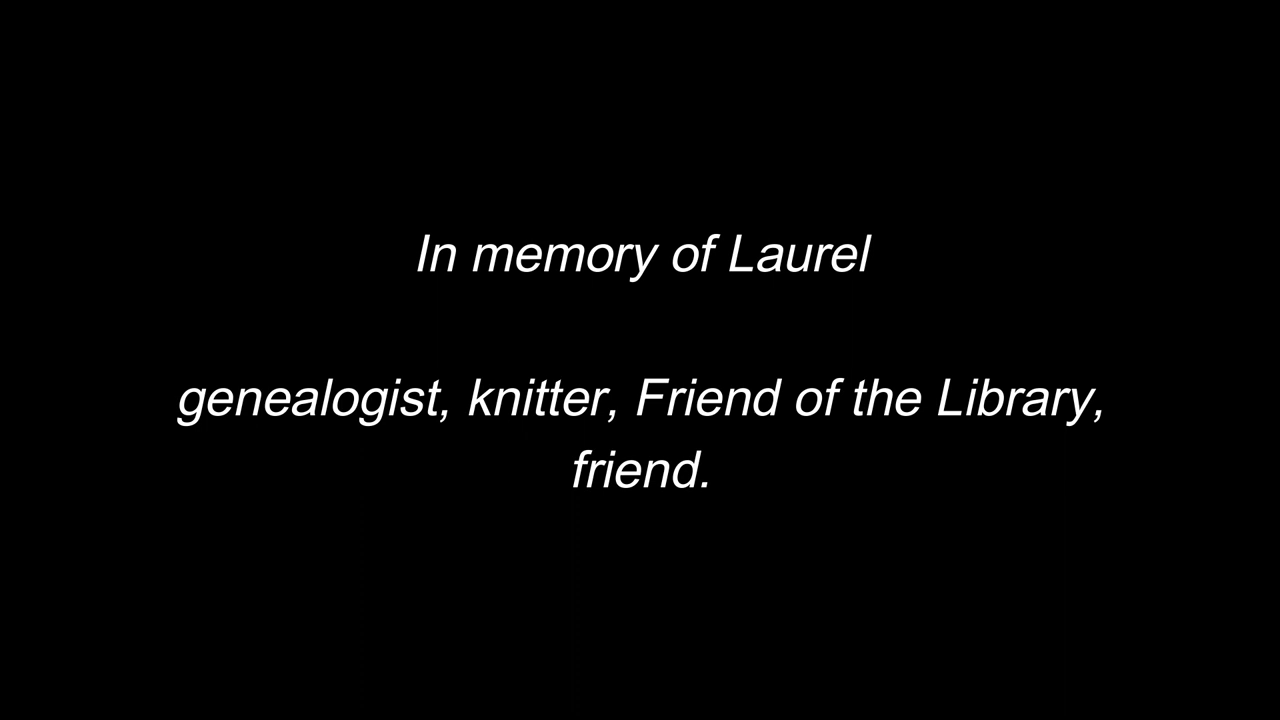 In memory of Laurel
genealogist, knitter, Friend of the Library,
friend.